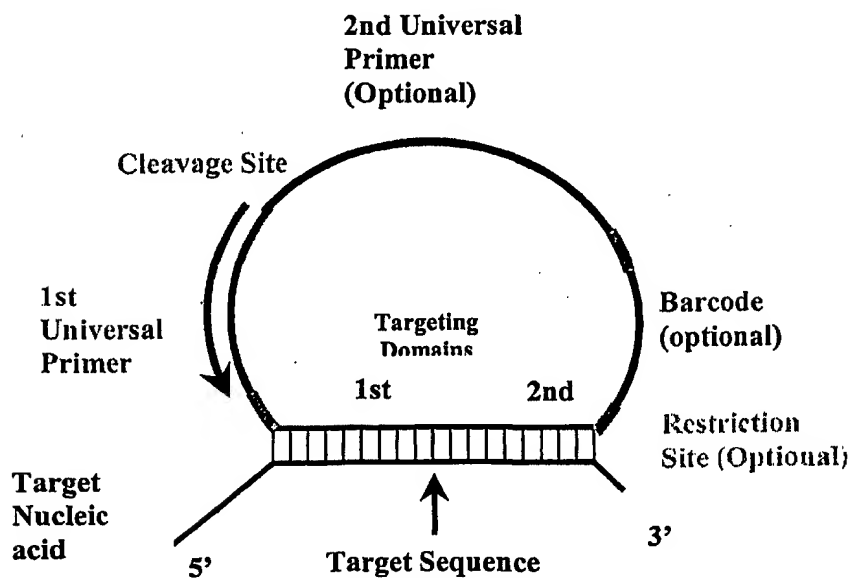 2nd Universal
Primer
(Optional)
Cleavage Site
1st
Universal
Primer
Targeting
Domains
1st
2nd
Barcode
(optional)
Restriction
Site (Optional)
Target
Nucleic
acid
5’
Target Sequence
3’